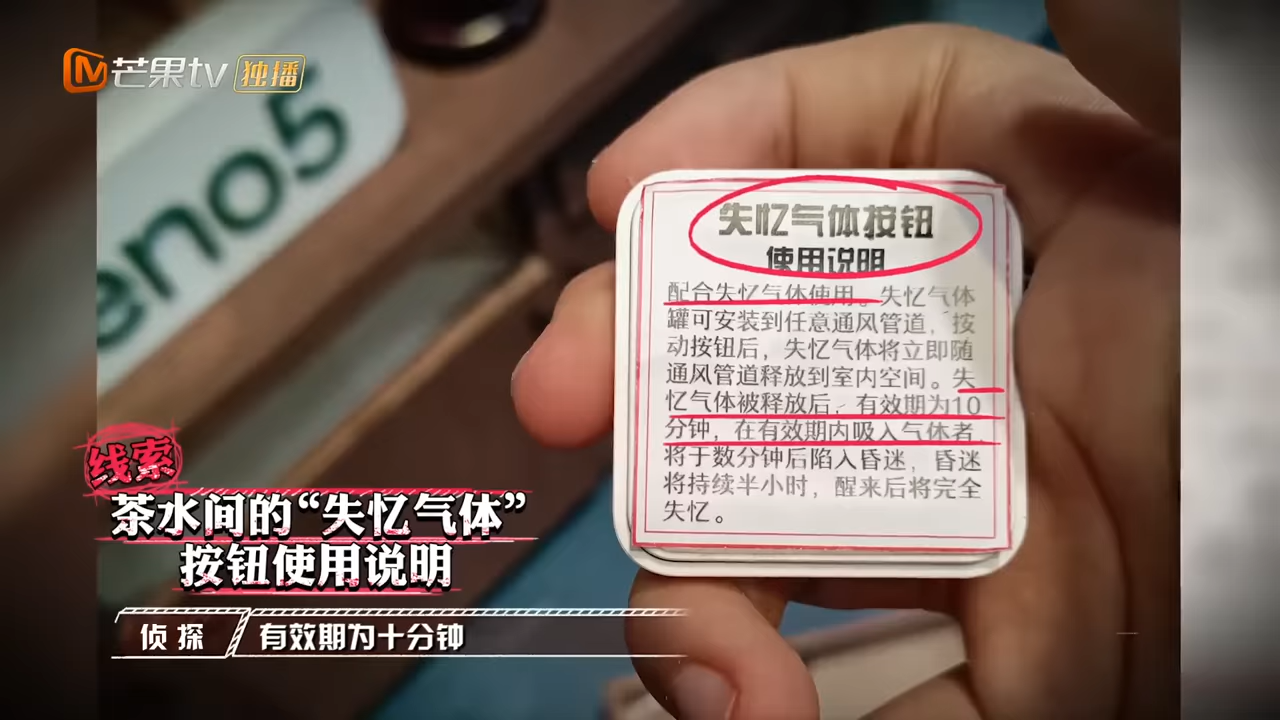 芒果tv 独播
eno5
失忆气体按钮
使用说明
配合失忆气体使用。失忆气体
罐可安装到任意通风管道，按
动按钮后，失忆气体将立即随
通风管道释放到室内空间。失
忆气体被释放后，有效期为10
分钟，在有效期内吸入气体者，
将于数分钟后陷入昏迷，昏迷
将持续半小时，醒来后将完全
失忆。
线索
茶水间的“失忆气体”
按钮使用说明
侦探 有效期为十分钟